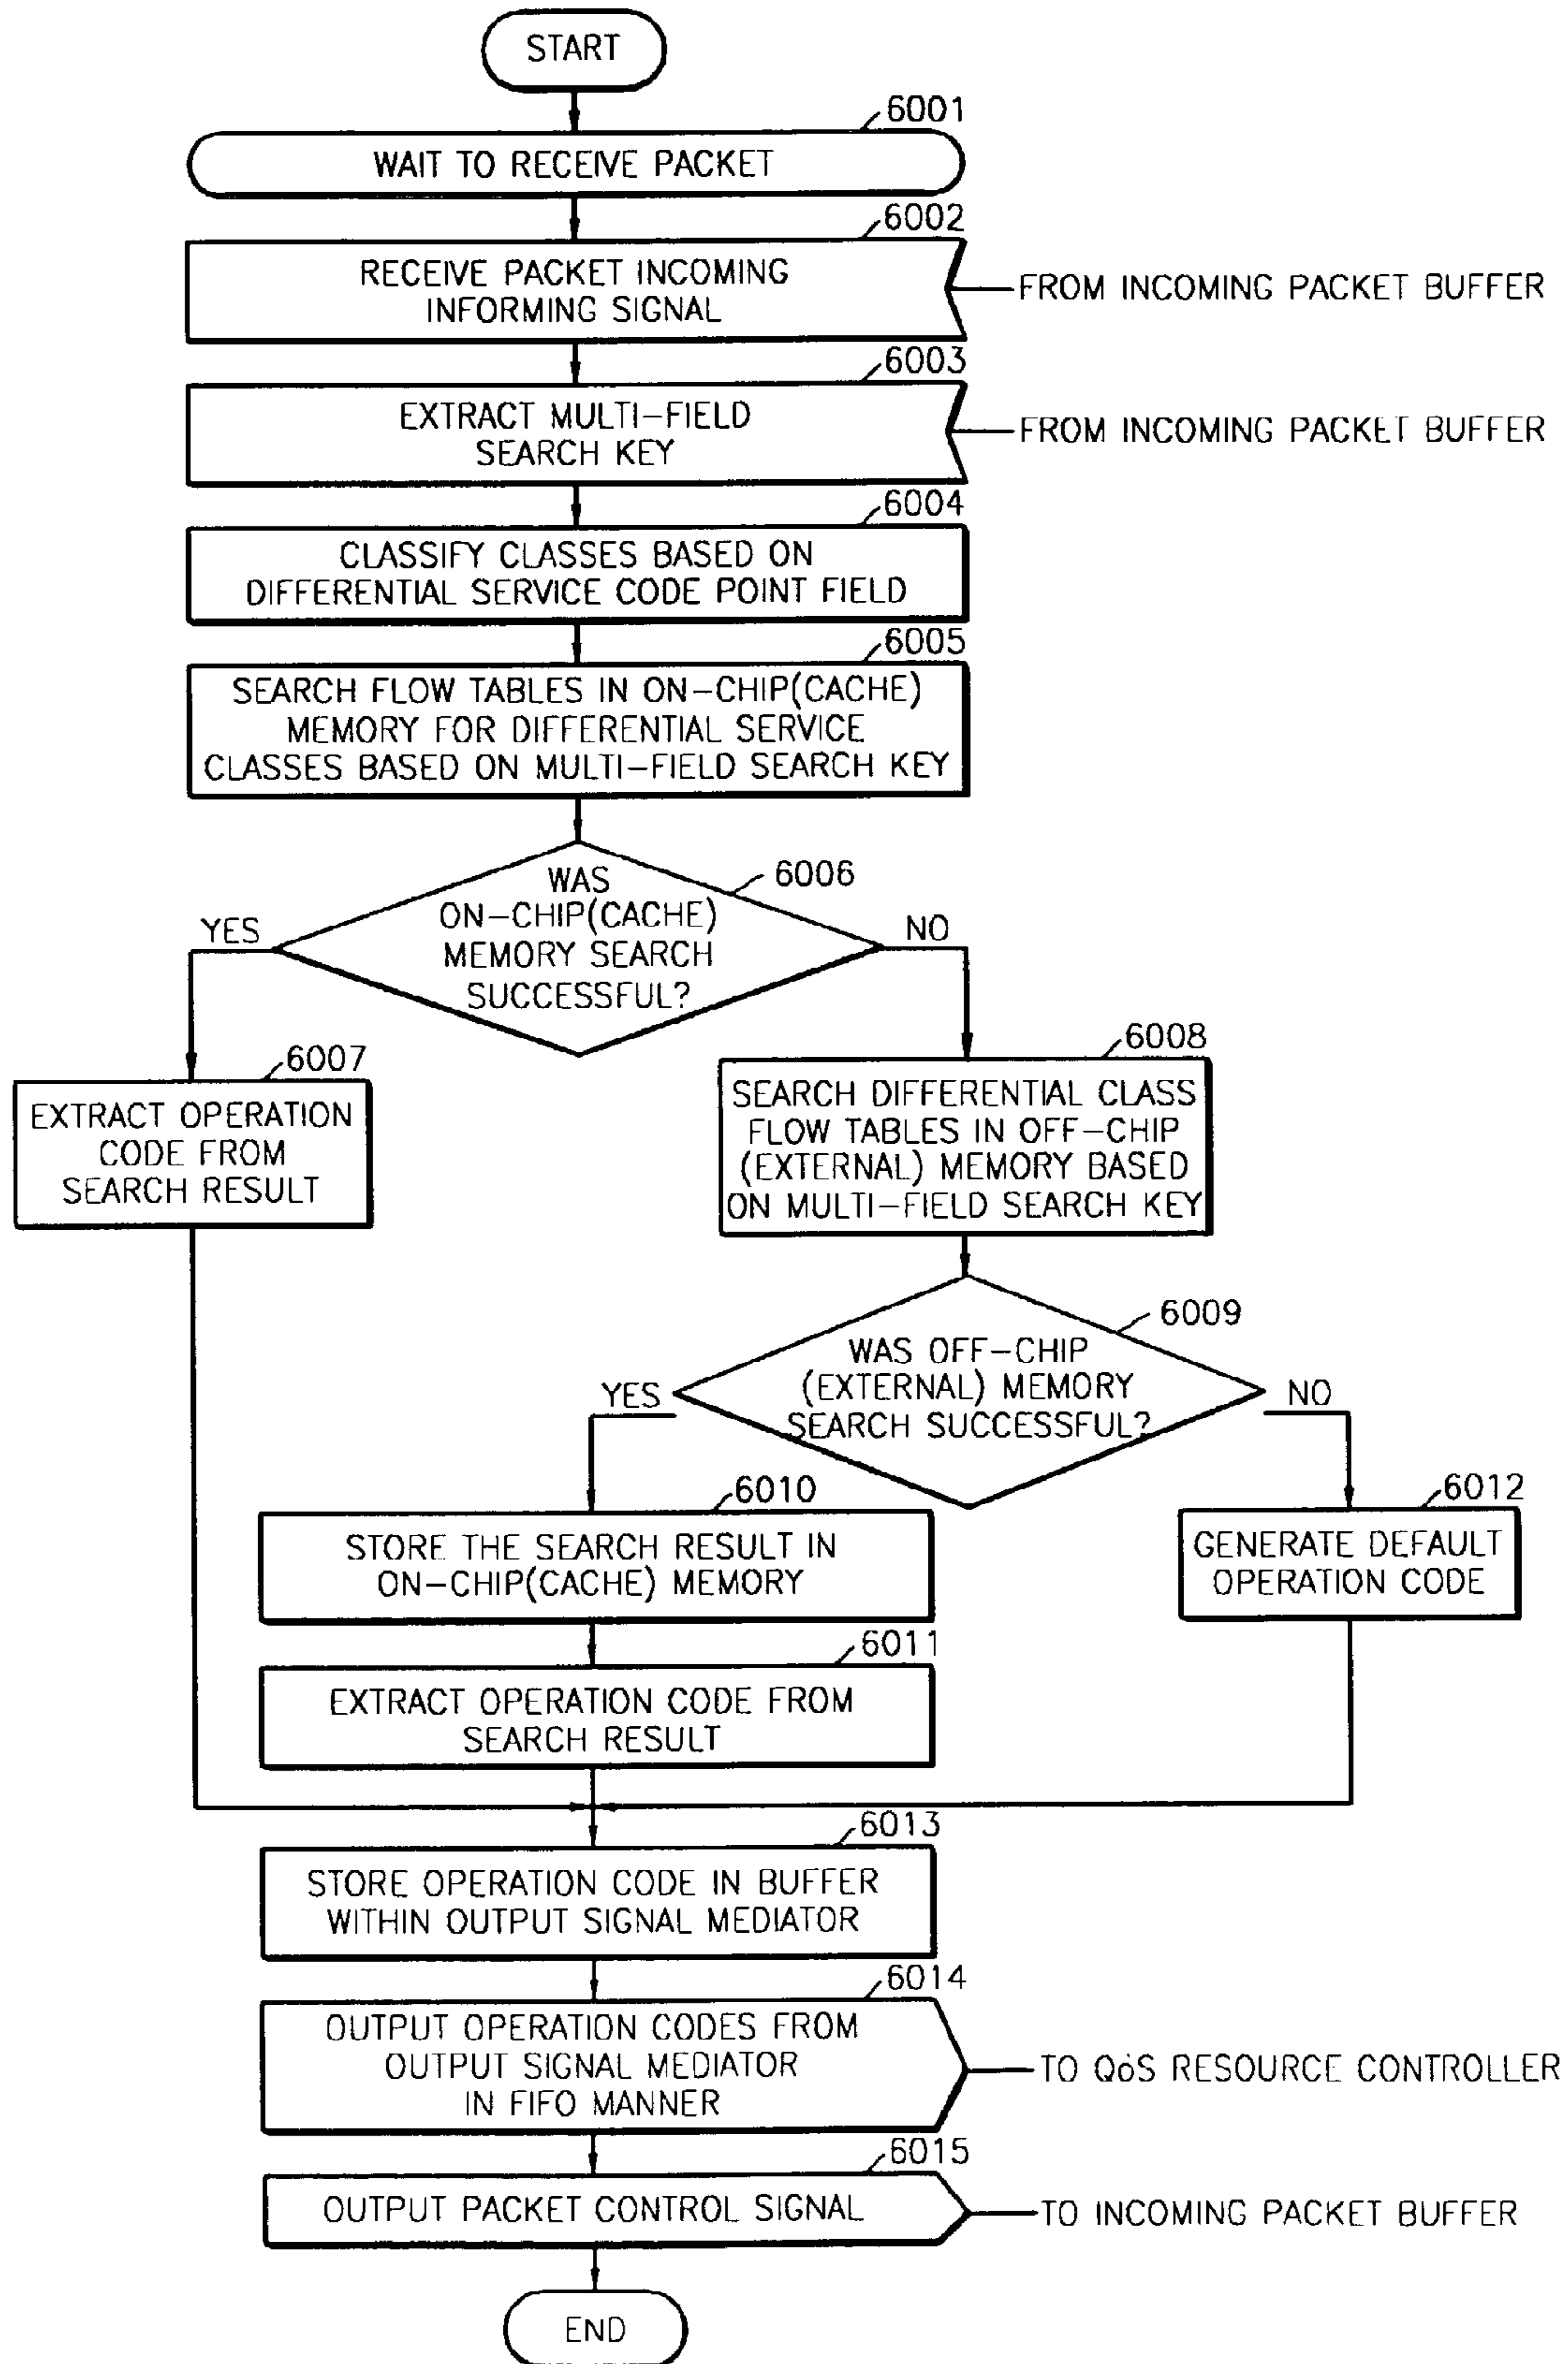 START
6001
WAIT TO RECEIVE PACKET
6002
RECEIVE PACKET INCOMING
INFORMING SIGNAL
FROM INCOMING PACKET BUFFER
6003
EXTRACT MULTI-FIELD
SEARCH KEY
FROM INCOMING PACKET BUFFER
6004
CLASSIFY CLASSES BASED ON
DIFFERENTIAL SERVICE CODE POINT FIELD
6005
SEARCH FLOW TABLES IN ON-CHIP(CACHE)
MEMORY FOR DIFFERENTIAL SERVICE
CLASSES BASED ON MULTI-FIELD SEARCH KEY
6006
WAS
ON-CHIP(CACHE)
MEMORY SEARCH
SUCCESSFUL?
YES
NO
6007
EXTRACT OPERATION
CODE FROM
SEARCH RESULT
6008
SEARCH DIFFERENTIAL CLASS
FLOW TABLES IN OFF-CHIP
(EXTERNAL) MEMORY BASED
ON MULTI-FIELD SEARCH KEY
6009
WAS OFF-CHIP
(EXTERNAL) MEMORY
SEARCH SUCCESSFUL?
YES
NO
6010
STORE THE SEARCH RESULT IN
ON-CHIP(CACHE) MEMORY
6011
EXTRACT OPERATION CODE FROM
SEARCH RESULT
6012
GENERATE DEFAULT
OPERATION CODE
6013
STORE OPERATION CODE IN BUFFER
WITHIN OUTPUT SIGNAL MEDIATOR
6014
OUTPUT OPERATION CODES FROM
OUTPUT SIGNAL MEDIATOR
IN FIFO MANNER
TO QoS RESOURCE CONTROLLER
6015
OUTPUT PACKET CONTROL SIGNAL
TO INCOMING PACKET BUFFER
END